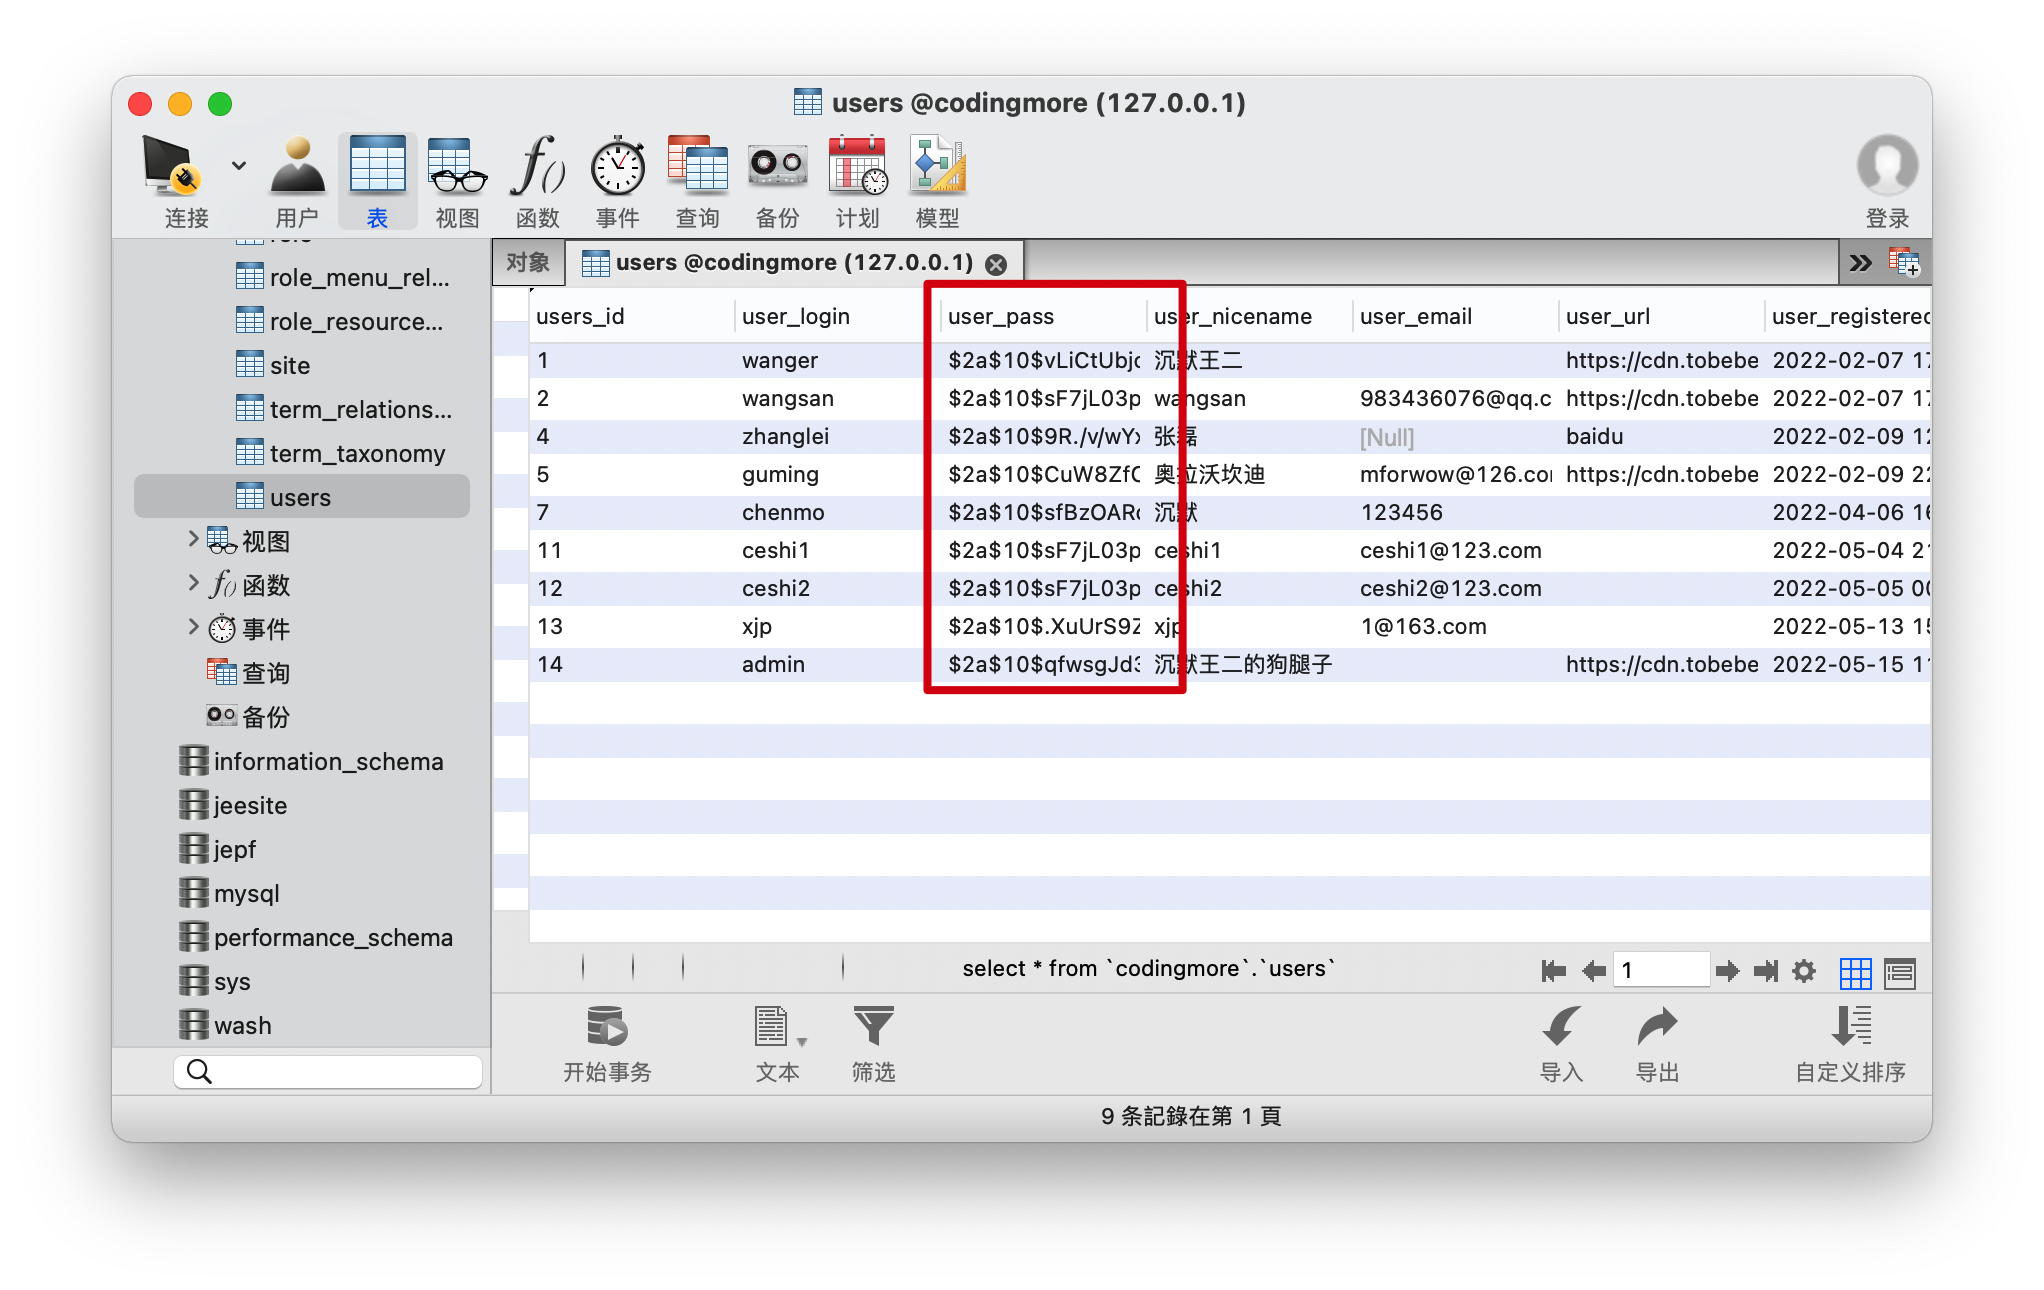 users @codingmore (127.0.0.1)
连接 用户 表 视图 函数 事件 查询 备份 计划 模型 登录
对象 users @codingmore (127.0.0.1)
role_menu_rel...
role_resource...
site
term_relations...
term_taxonomy
users
视图
函数
事件
查询
备份
information_schema
jeesite
jepf
mysql
performance_schema
sys
wash
users_id user_login user_pass user_nicename user_email user_url user_registered
1 wanger $2a$10$vLiCtUbj 沉默王二 https://cdn.tobebe 2022-02-07 17
2 wangsan $2a$10$sF7jL03p wangsan 983436076@qq.c https://cdn.tobebe 2022-02-07 17
4 zhanglei $2a$10$9R./v/wYx 张磊 [Null] baidu 2022-02-09 12
5 guming $2a$10$CuW8Zf 奥拉沃坎迪 mforwow@126.co https://cdn.tobebe 2022-02-09 22
7 chenmo $2a$10$sfBzOAR 沉默 123456 2022-04-06 16
11 ceshi1 $2a$10$sF7jL03p ceshi1 ceshi1@123.com 2022-05-04 2
12 ceshi2 $2a$10$sF7jL03p ceshi2 ceshi2@123.com 2022-05-05 0
13 xjp $2a$10$.XuUrS9Z xjp 1@163.com 2022-05-13 15
14 admin $2a$10$qfwsgJd3 沉默王二的狗腿子 https://cdn.tobebe 2022-05-15 11
select * from `codingmore`.`users` 1
开始事务 文本 筛选 导入 导出 自定义排序
9 条記錄在第 1 頁